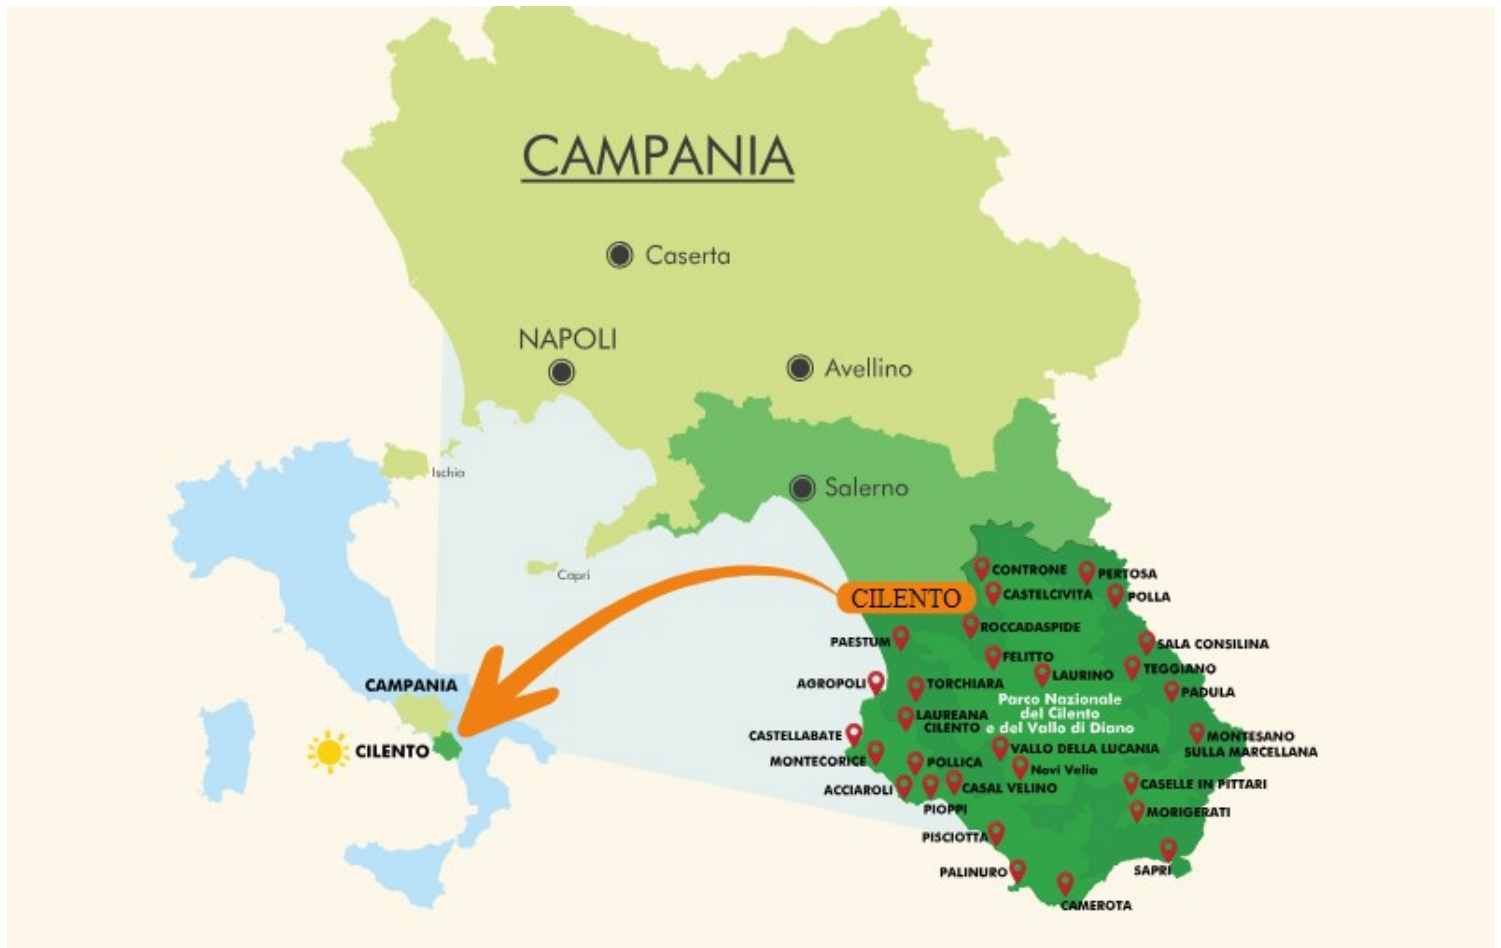 CAMPANIA
Caserta
NAPOLI
Avellino
Ischia
Salerno
Capri
CILENTO
CONTRONE
PERTOSA
CASTELCIVITA
POLLA
ROCCADASPIDE
PAESTUM
SALA CONSILINA
FELITTO
TEGGIANO
LAURINO
AGROPOLI
TORCHIARA
PADULA
Parco Nazionale
del Cilento
e del Vallo di Diano
LAUREANA
CILENTO
CASTELLABATE
MONTESANO
SULLA MARCELLANA
VALLO DELLA LUCANIA
MONTECORICE
POLLICA
Novi Velia
ACCIAROLI
CASAL VELINO
CASELLE IN PITTARI
PIOPPI
MORIGERATI
PISCIOTTA
PALINURO
SAPRI
CAMEROTA
CAMPANIA
CILENTO